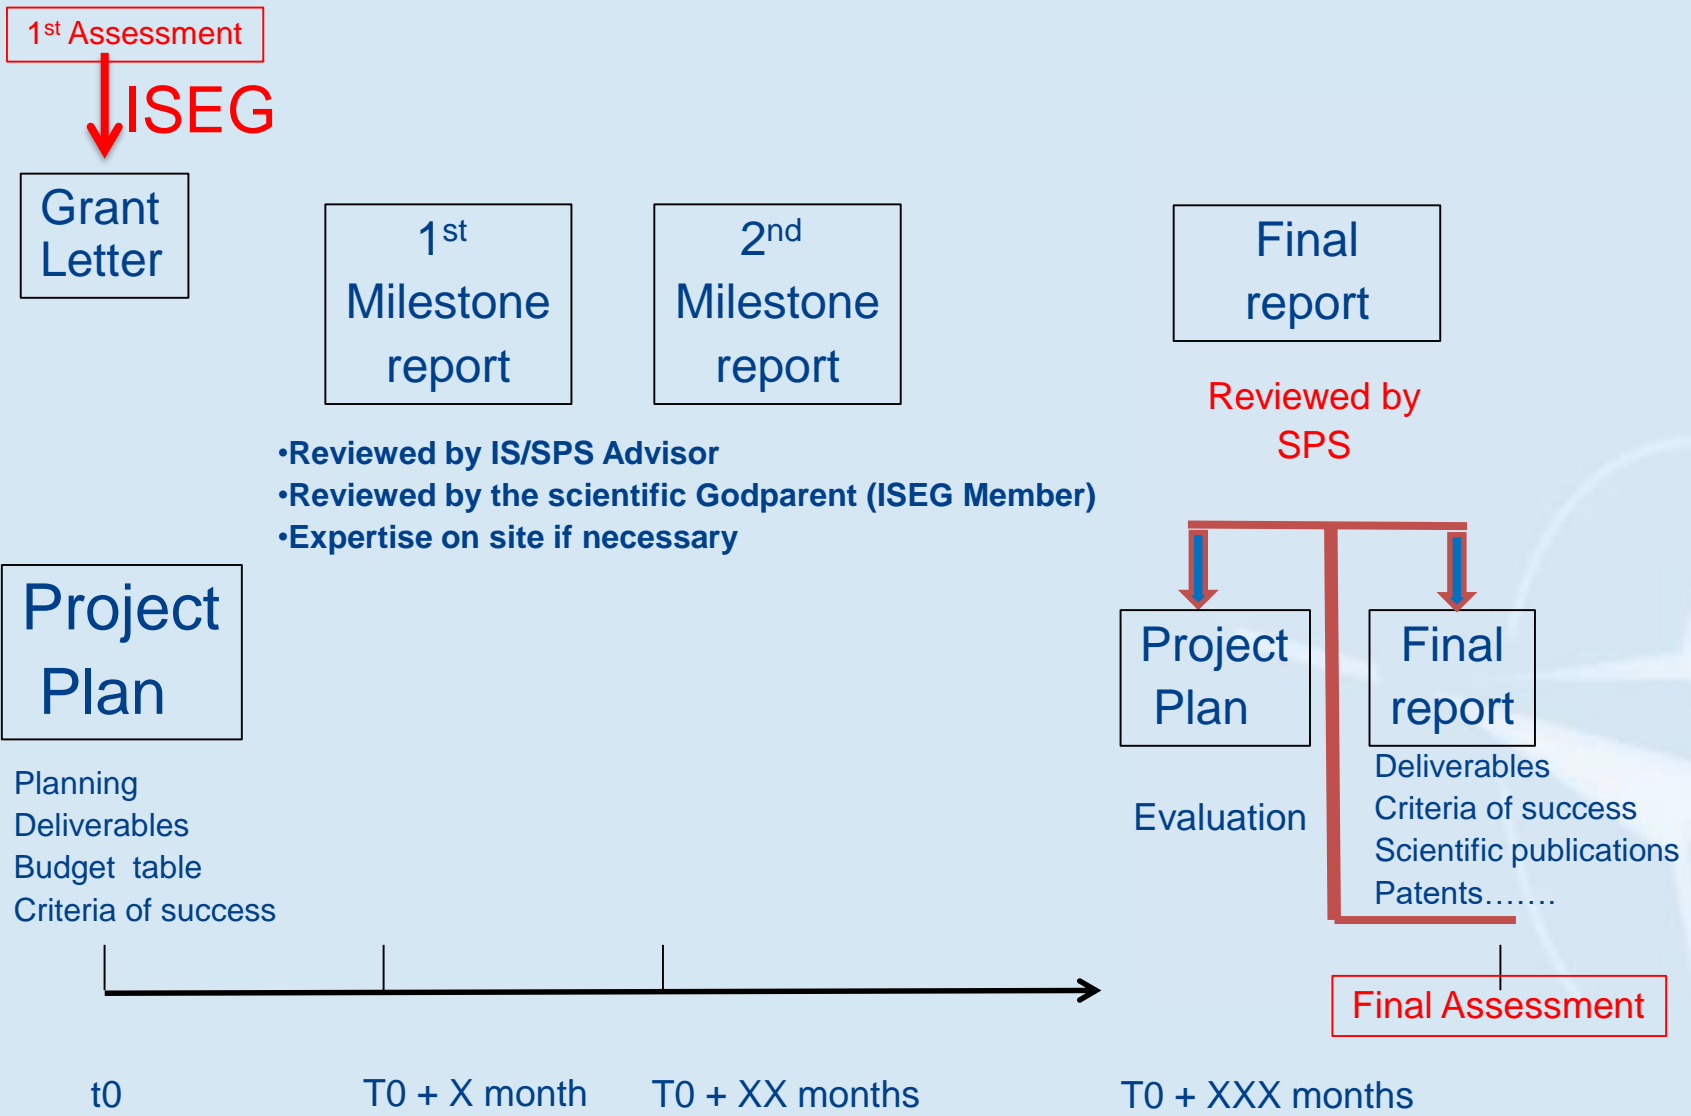 1st Assessment
ISEG
Grant
Letter
1st
Milestone
report
2nd
Milestone
report
Final
report
Reviewed by
SPS
•Reviewed by IS/SPS Advisor
•Reviewed by the scientific Godparent (ISEG Member)
•Expertise on site if necessary
Project
Plan
Planning
Deliverables
Budget table
Criteria of success
Project
Plan
Evaluation
Final
report
Deliverables
Criteria of success
Scientific publications
Patents…….
Final Assessment
t0
T0 + X month
T0 + XX months
T0 + XXX months